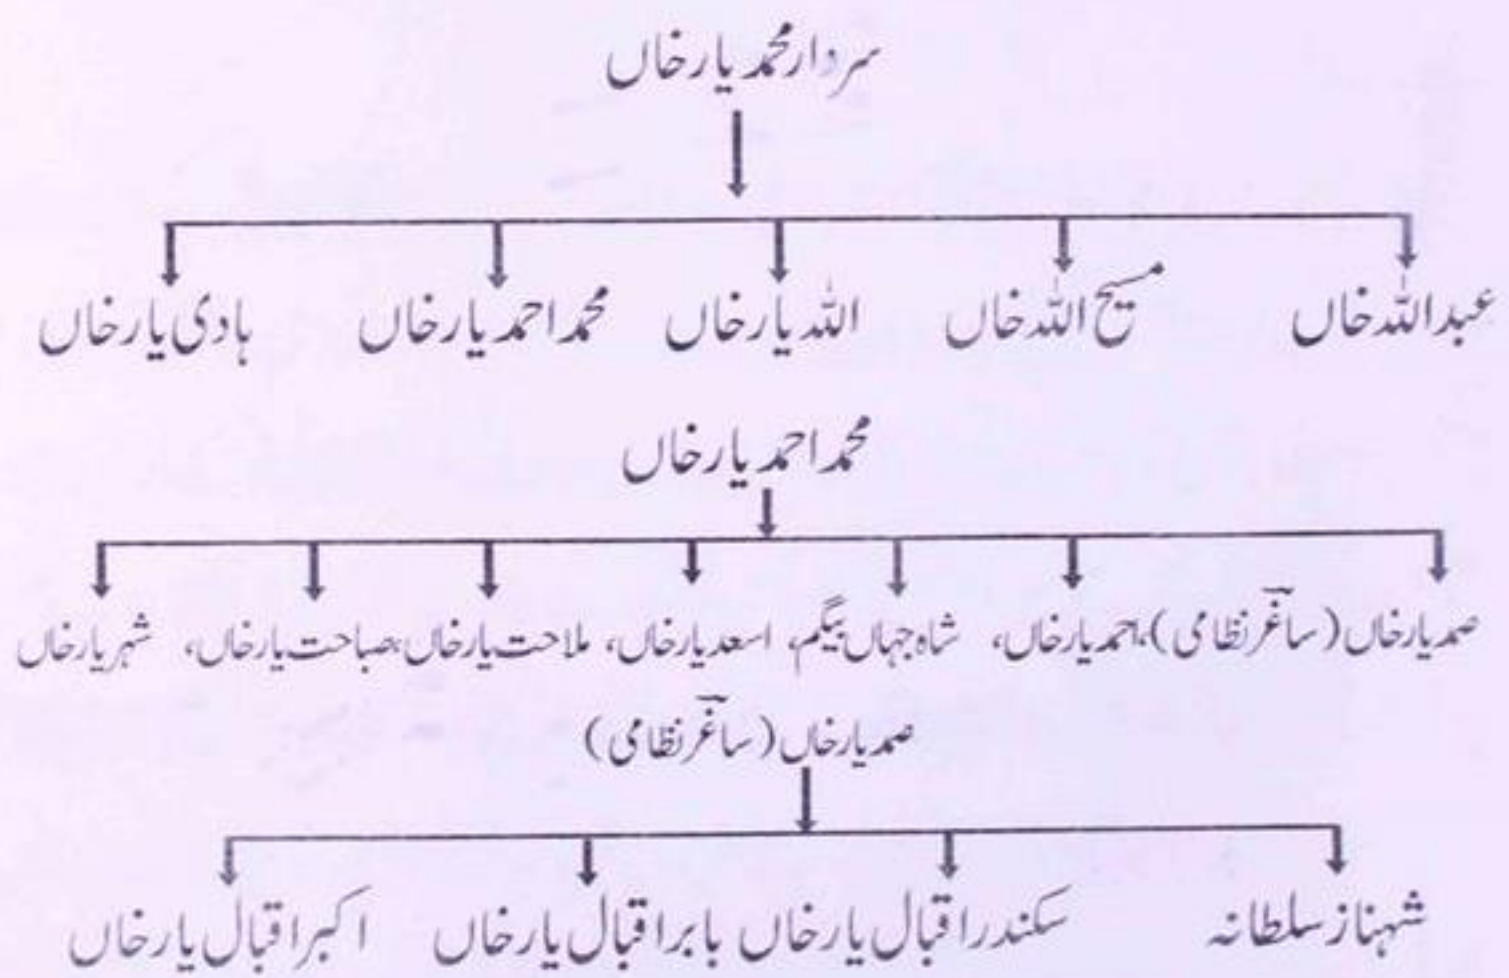 سردار محمد یار خاں
عبداللہ خاں مسیح اللہ خاں اللہ یار خاں محمد احمد یار خاں ہادی یار خاں
محمد احمد یار خاں
صمد یار خاں (ساغر نظامی)، احمد یار خاں، شاہ جہاں بیگم، اسعد یار خاں، ملاحت یار خاں، صباحت یار خاں، شہر یار خاں
صمد یار خاں (ساغر نظامی)
شہناز سلطانہ سکندر اقبال یار خاں بابر اقبال یار خاں اکبر اقبال یار خاں